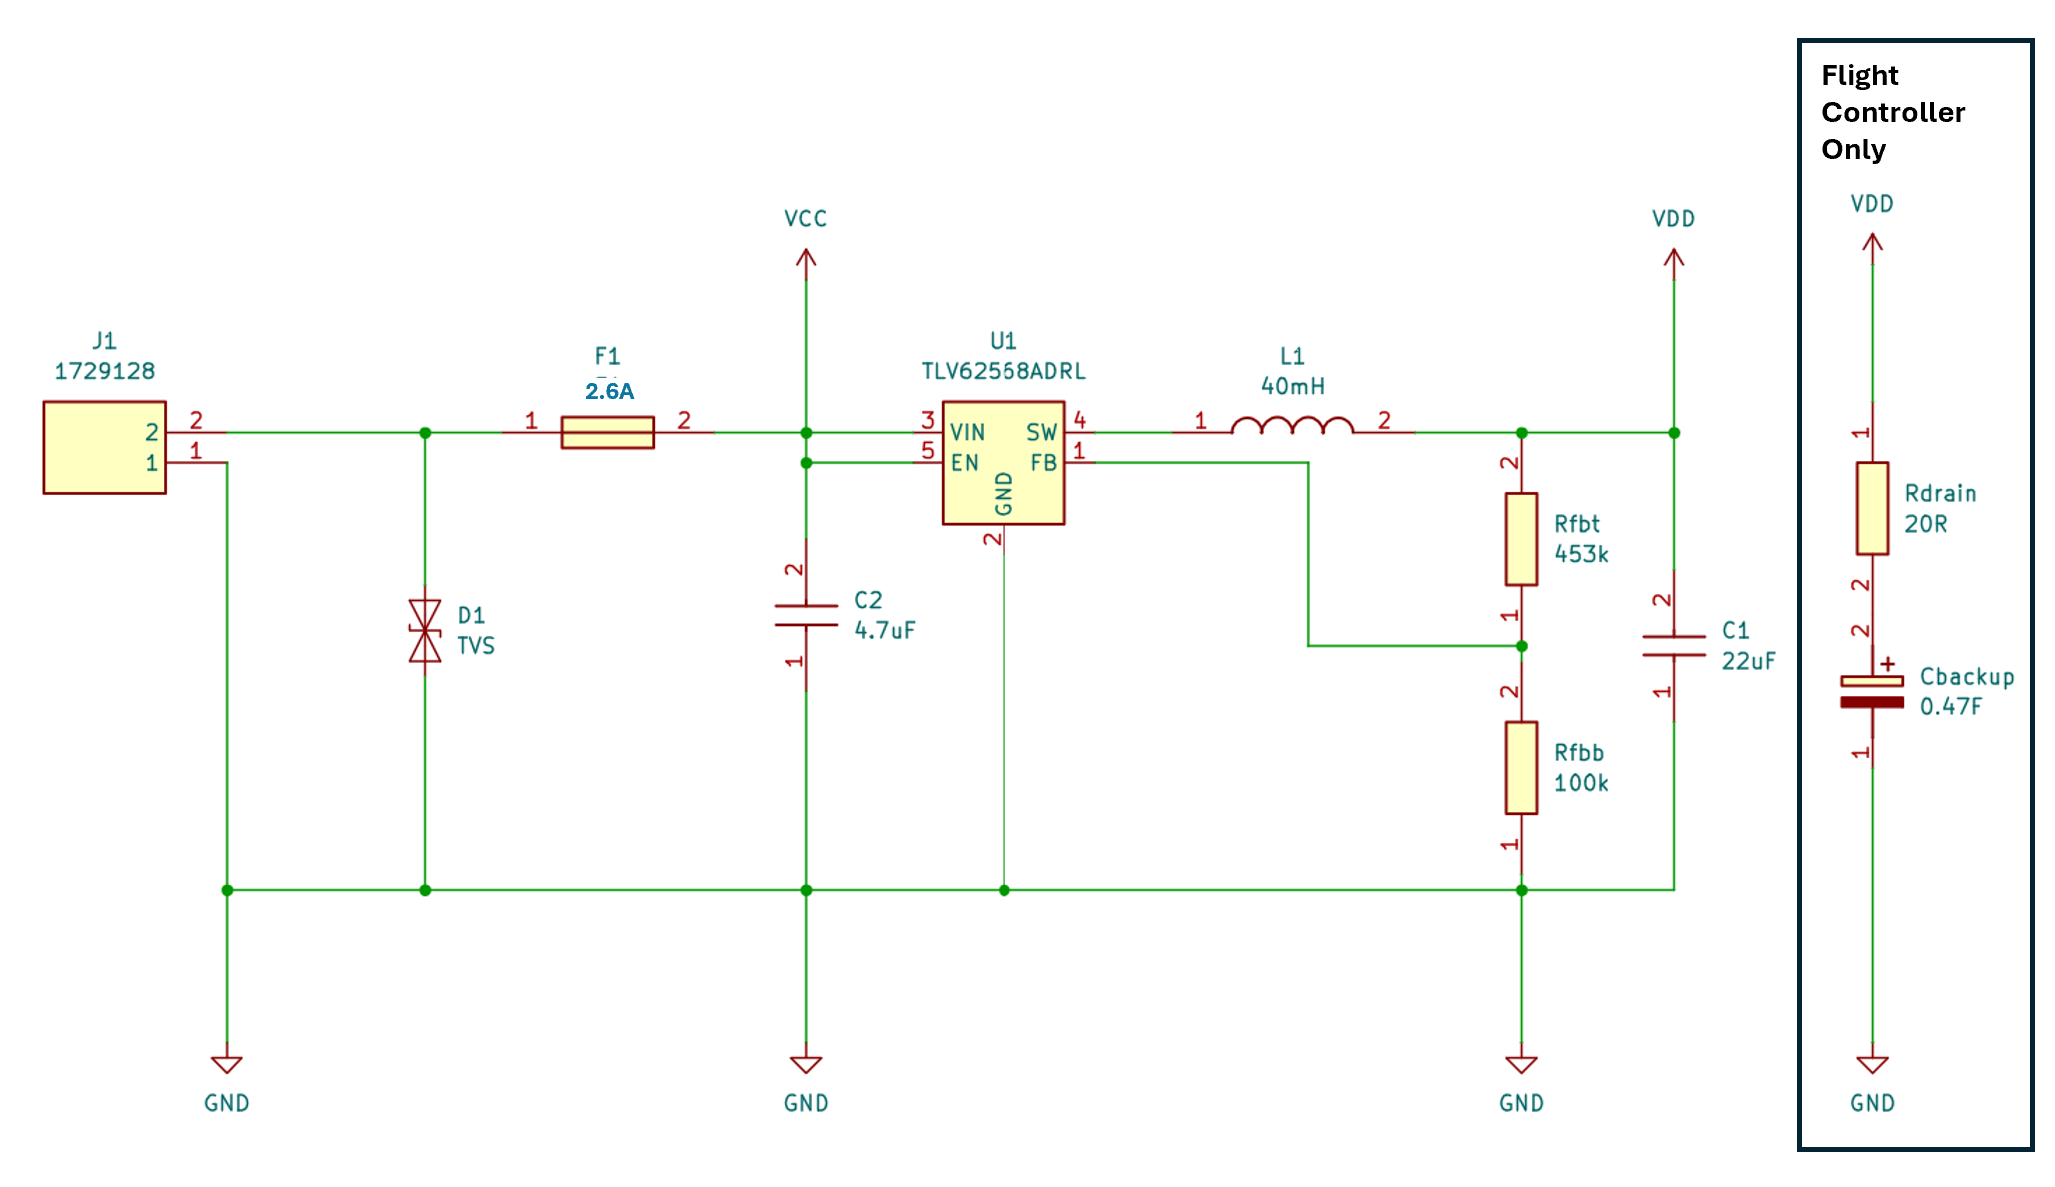 Flight
Controller
Only
VDD
VCC
VDD
J1
1729128
F1
2.6A
U1
TLV62568ADRL
L1
40mH
2
2
1
1
1
2
3
VIN
5
EN
SW
4
FB
1
GND
2
1
2
2
Rfbt
453k
1
1
Rdrain
20R
2
D1
TVS
2
C2
4.7uF
1
2
C1
22uF
1
2
+
Cbackup
0.47F
1
2
Rfbb
100k
1
GND
GND
GND
GND